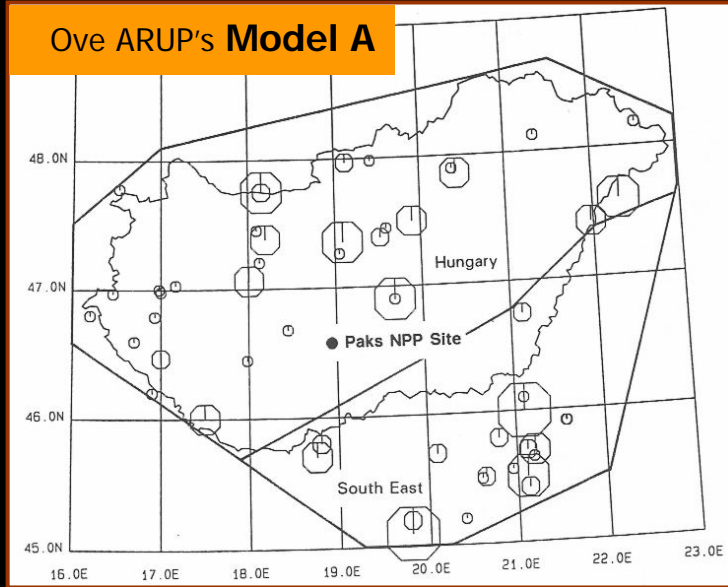 Ove ARUP's Model A
48.0N
Hungary
47.0N
Paks NPP Site
46.0N
South East
45.0N
16.0E 17.0E 18.0E 19.0E 20.0E 21.0E 22.0E 23.0E